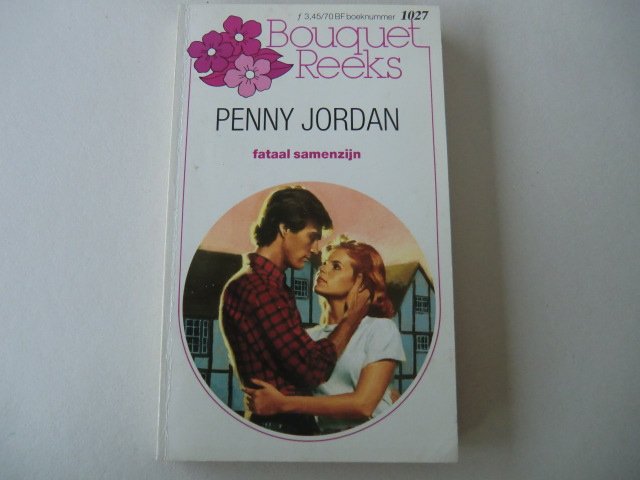 ƒ 3,45/70 BF boeknummer 1027
Bouquet
Reeks
PENNY JORDAN
fataal samenzijn